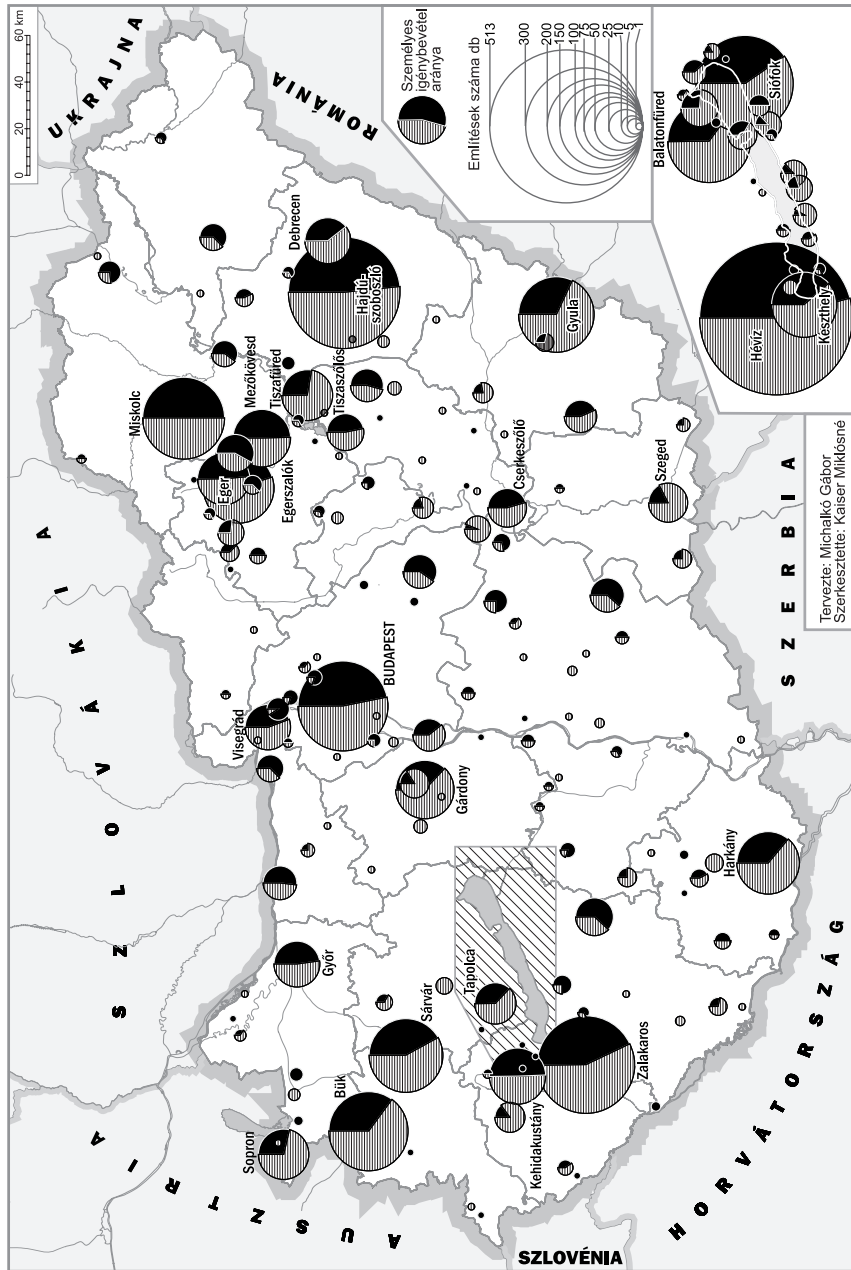 SZLOVÁKIA
UKRAJNA
ROMÁNIA
SZERBIA
HORVÁTORSZÁG
SZLOVÉNIA
AUSZTRIA
0 20 40 60 km
Személyes
igénybevétel
aránya
Említések száma db
513
300
200
150
100
75
50
25
10
5
1
Sopron
Bük
Győr
Sárvár
Tapolca
Kehidakustány
Zalakaros
Harkány
Gárdony
Visegrád
BUDAPEST
Eger
Egerszalók
Miskolc
Mezőkövesd
Tiszafüred
Tiszaszőlős
Debrecen
Hajdú-
szoboszló
Cserkeszőlő
Szeged
Gyula
Balatonfüred
Siófok
Hévíz
Keszthely
Tervezte: Michalkó Gábor
Szerkesztette: Kaiser Miklósné